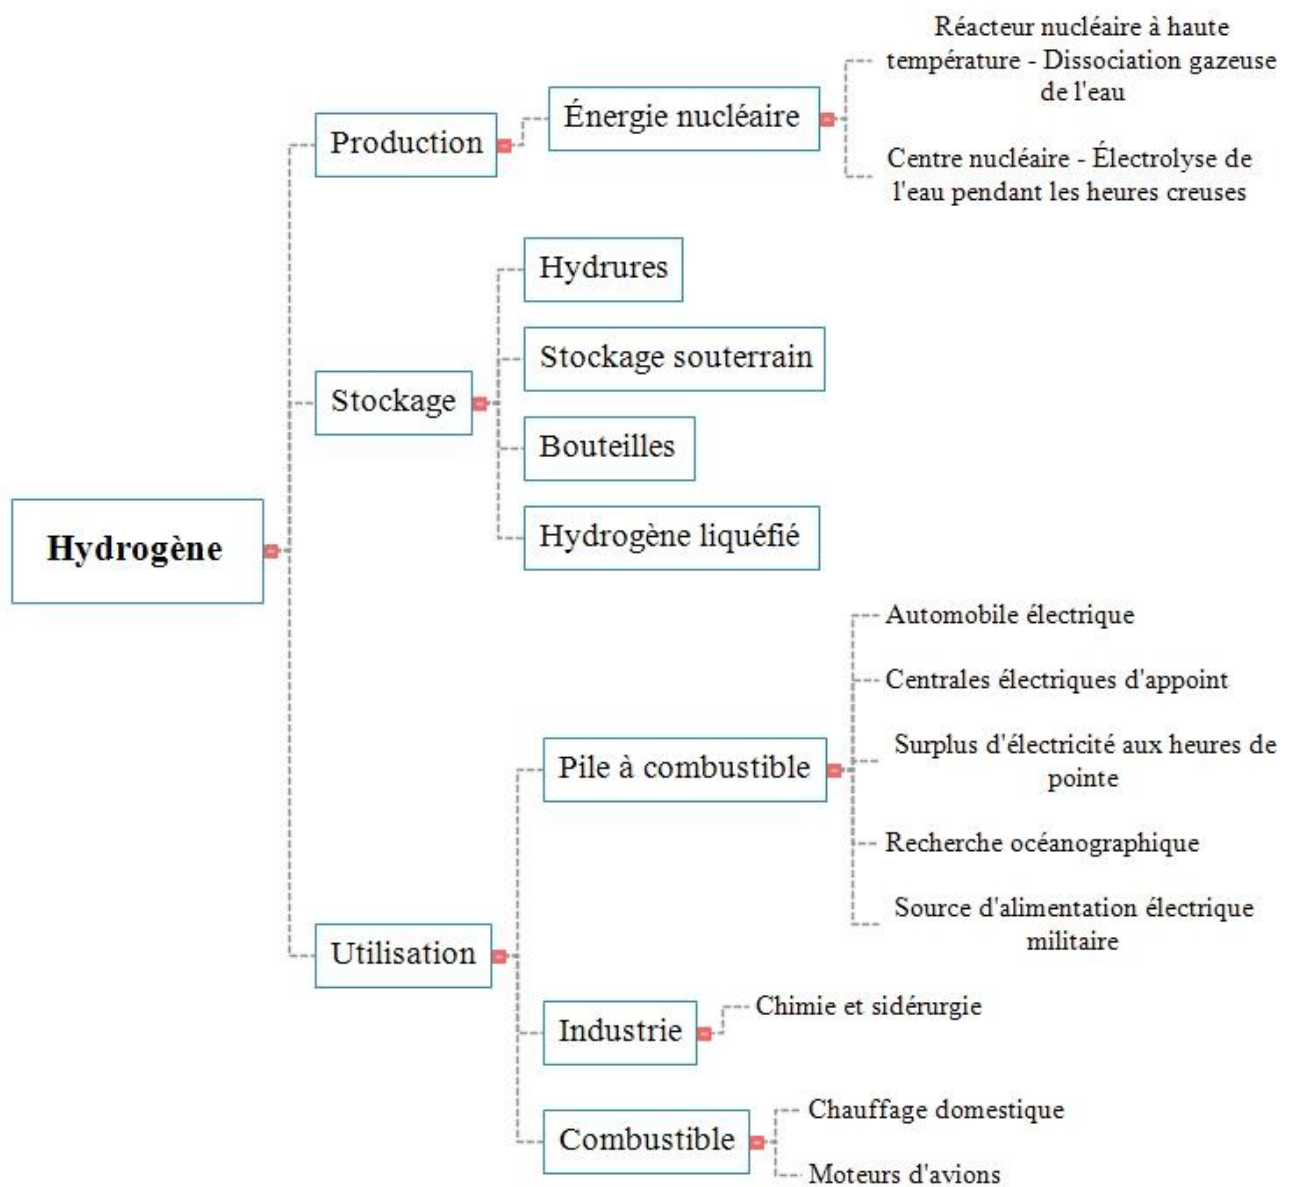 Réacteur nucléaire à haute
température - Dissociation gazeuse
de l'eau
Énergie nucléaire
Production
Centre nucléaire - Électrolyse de
l'eau pendant les heures creuses
Hydrures
Stockage souterrain
Stockage
Bouteilles
Hydrogène liquéfié
Hydrogène
Automobile électrique
Centrales électriques d'appoint
Surplus d'électricité aux heures de
pointe
Pile à combustible
Recherche océanographique
Source d'alimentation électrique
militaire
Utilisation
Chimie et sidérurgie
Industrie
Chauffage domestique
Combustible
Moteurs d'avions